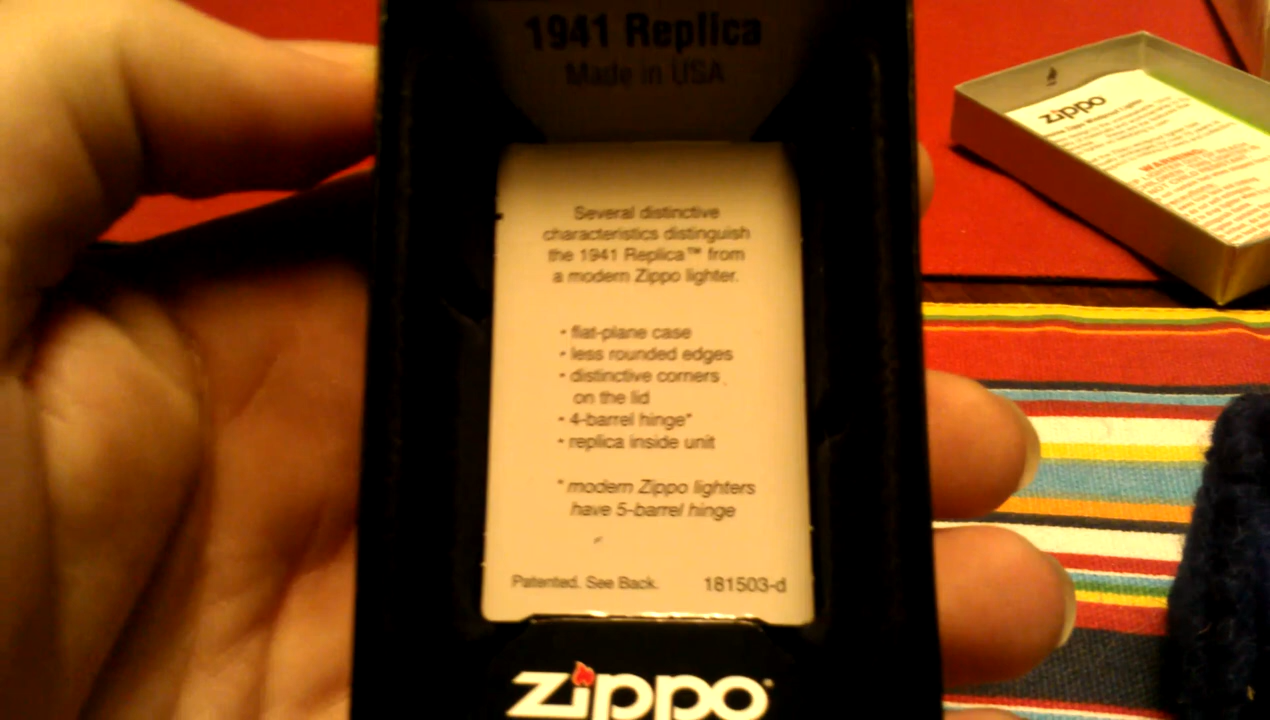 1941 Replica
Made in USA
Several distinctive
characteristics distinguish
the 1941 Replica™ from
a modern Zippo lighter.
• flat-plane case
• less rounded edges
• distinctive corners
on the lid
• 4-barrel hinge*
• replica inside unit
* modern Zippo lighters
have 5-barrel hinge
Patented. See Back. 181503-d
zippo
zippo
WARNING